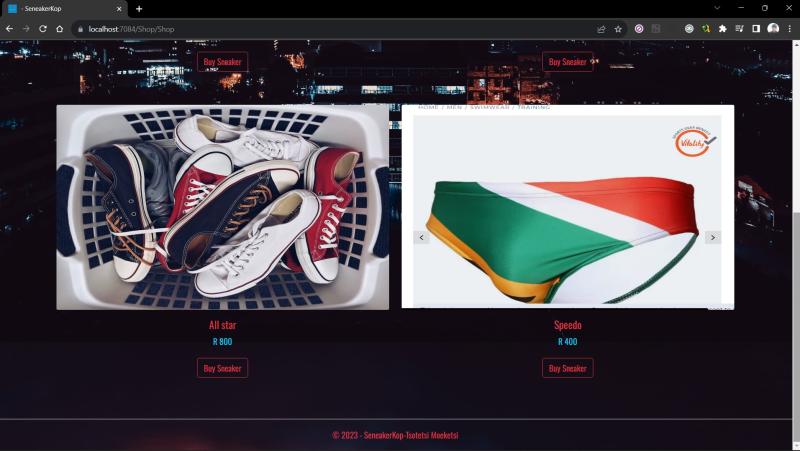 - SeneakerKop
localhost:7084/Shop/Shop
Buy Sneaker
Buy Sneaker
HOME / MEN / SWIMWEAR / TRAINING
Vitality
All star
Speedo
R 800
R 400
Buy Sneaker
Buy Sneaker
© 2023 - SeneakerKop-Tsotetsi Moeketsi